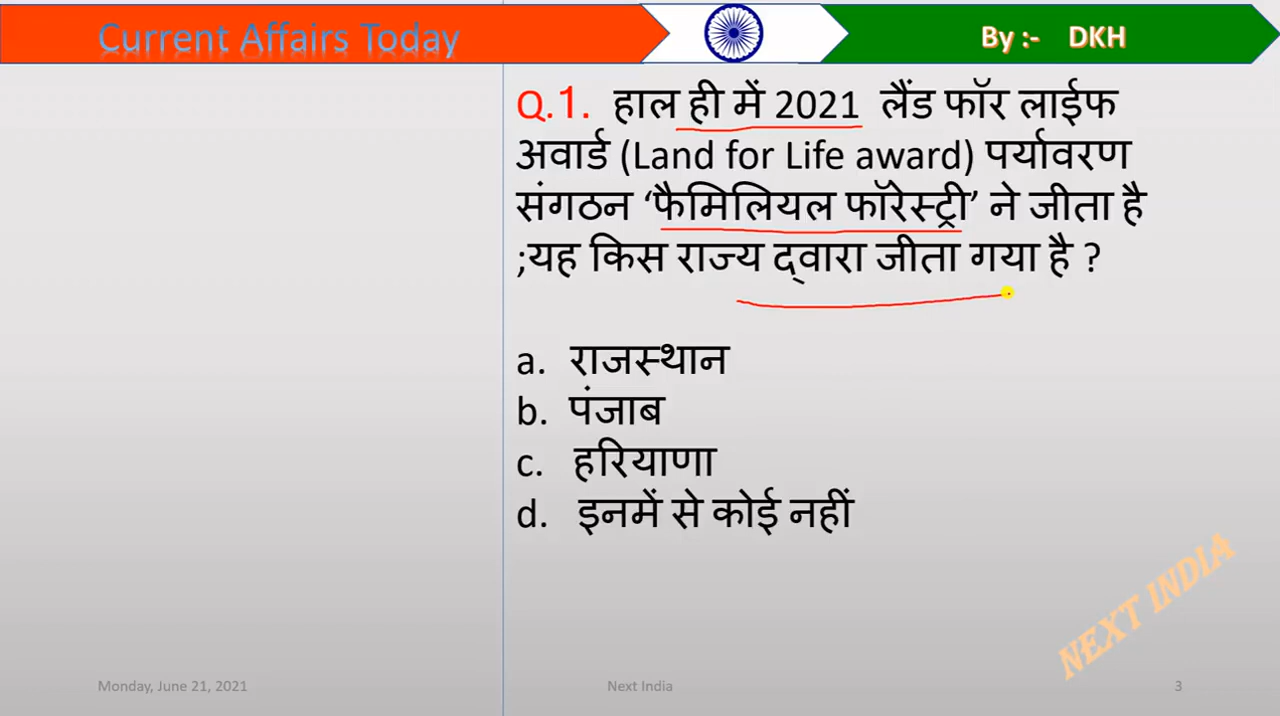 Current Affairs Today
By :- DKH
Q.1. हाल ही में 2021 लैंड फॉर लाईफ
अवार्ड (Land for Life award) पर्यावरण
संगठन ‘फैमिलियल फॉरेस्ट्री’ ने जीता है
;यह किस राज्य द्वारा जीता गया है ?
a. राजस्थान
b. पंजाब
c. हरियाणा
d. इनमें से कोई नहीं
NEXT INDIA
Monday, June 21, 2021
Next India
3